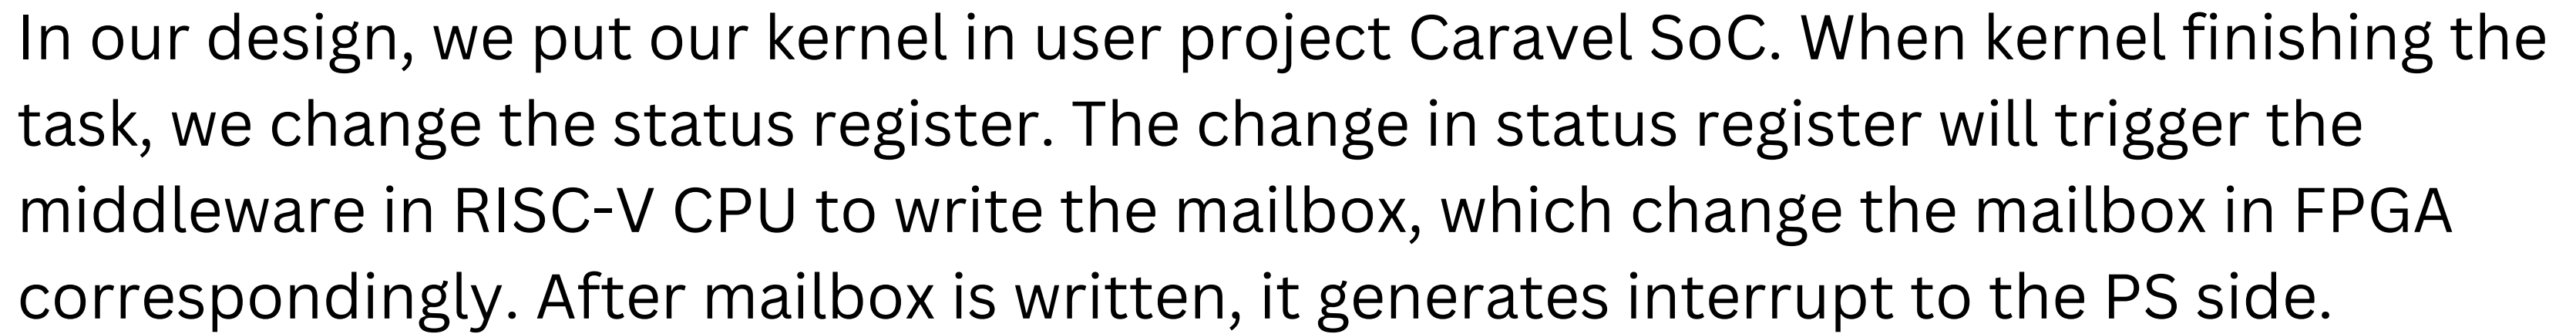 In our design, we put our kernel in user project Caravel SoC. When kernel finishing the
task, we change the status register. The change in status register will trigger the
middleware in RISC-V CPU to write the mailbox, which change the mailbox in FPGA
correspondingly. After mailbox is written, it generates interrupt to the PS side.